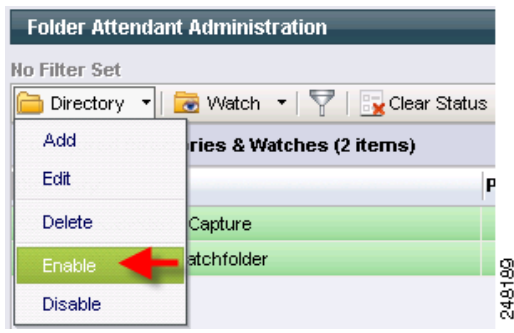 Folder Attendant Administration
No Filter Set
Directory Watch Clear Status
Add
ries & Watches (2 items)
Edit
P
Delete
Capture
Enable
atchfolder
Disable
248189